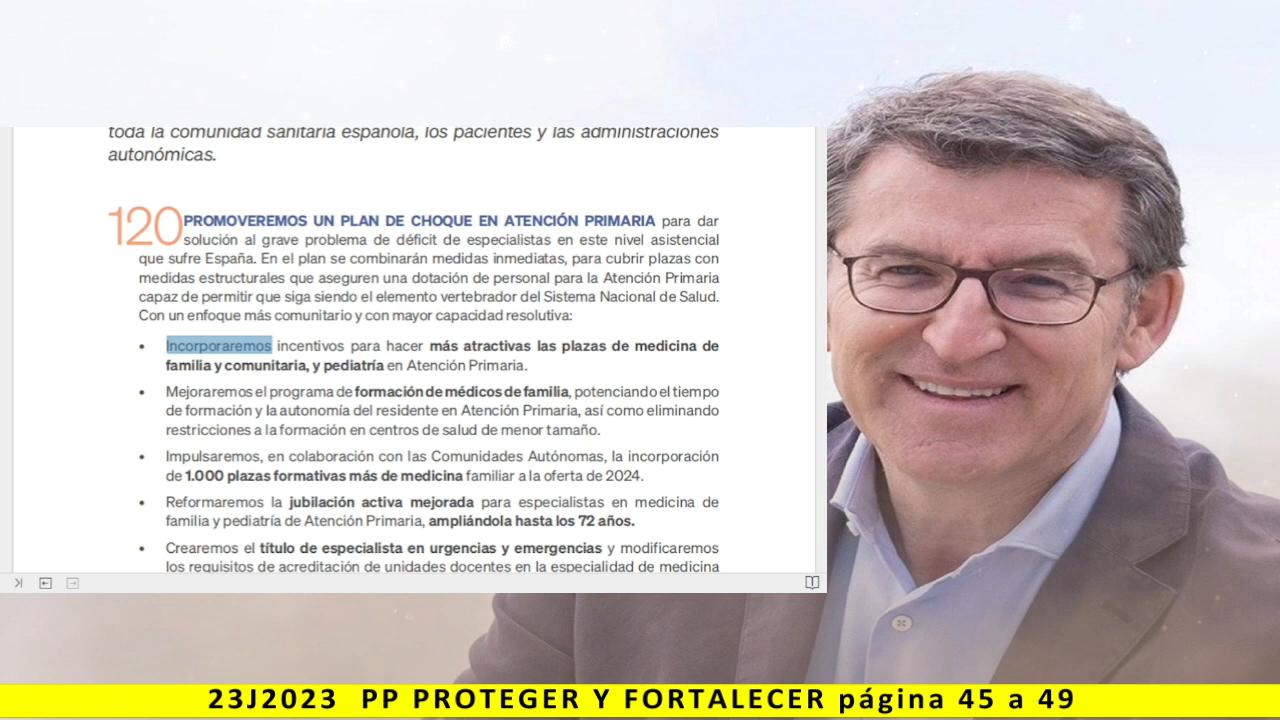 toda la comunidad sanitaria española, los pacientes y las administraciones
autonómicas.
120 PROMOVEREMOS UN PLAN DE CHOQUE EN ATENCIÓN PRIMARIA para dar
solución al grave problema de déficit de especialistas en este nivel asistencial
que sufre España. En el plan se combinarán medidas inmediatas, para cubrir plazas con
medidas estructurales que aseguren una dotación de personal para la Atención Primaria
capaz de permitir que siga siendo el elemento vertebrador del Sistema Nacional de Salud.
Con un enfoque más comunitario y con mayor capacidad resolutiva:
• Incorporaremos incentivos para hacer más atractivas las plazas de medicina de
familia y comunitaria, y pediatría en Atención Primaria.
• Mejoraremos el programa de formación de médicos de familia, potenciando el tiempo
de formación y la autonomía del residente en Atención Primaria, así como eliminando
restricciones a la formación en centros de salud de menor tamaño.
• Impulsaremos, en colaboración con las Comunidades Autónomas, la incorporación
de 1.000 plazas formativas más de medicina familiar a la oferta de 2024.
• Reformaremos la jubilación activa mejorada para especialistas en medicina de
familia y pediatría de Atención Primaria, ampliándola hasta los 72 años.
• Crearemos el título de especialista en urgencias y emergencias y modificaremos
los requisitos de acreditación de unidades docentes en la especialidad de medicina
23J2023 PP PROTEGER Y FORTALECER página 45 a 49